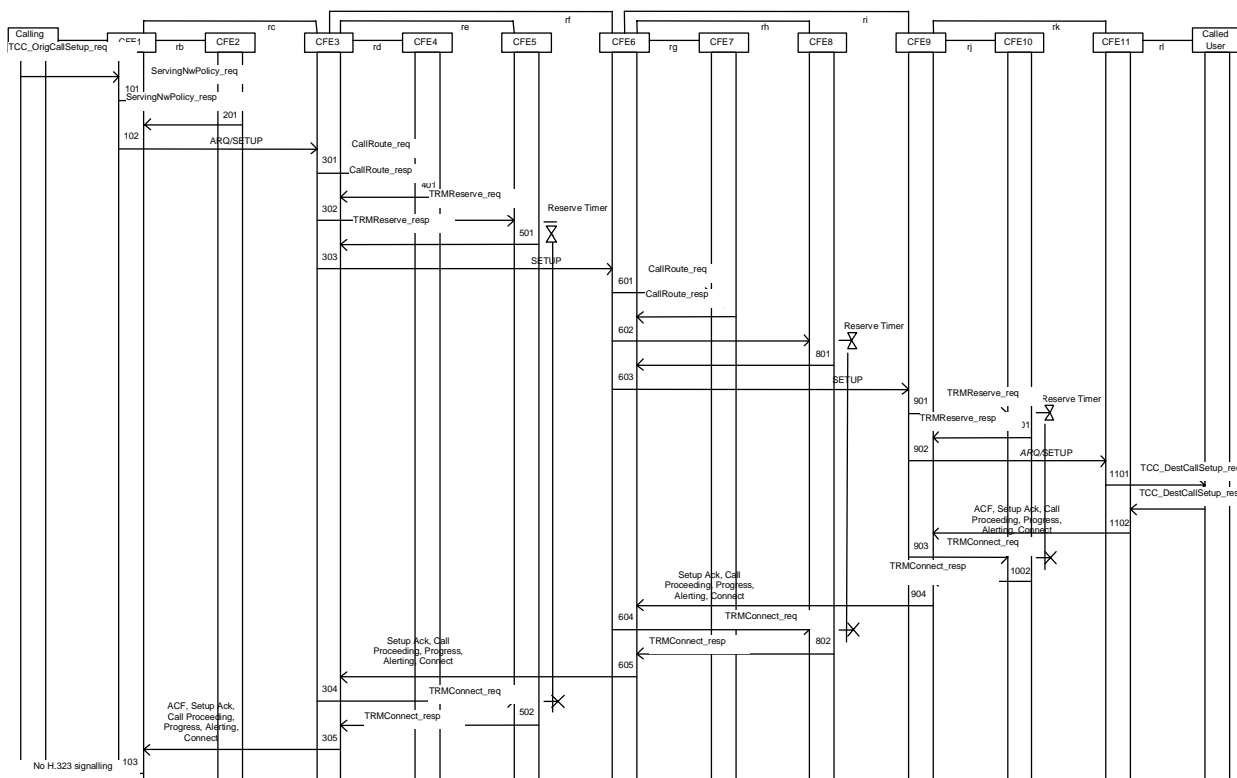 rc
re
rf
rh
ri
rk
Calling
TCC_OrigCallSetup_req
CFE1
rb
CFE2
CFE3
rd
CFE4
CFE5
CFE6
rg
CFE7
CFE8
CFE9
rj
CFE10
CFE11
rl
Called
User
ServingNwPolicy_req
101
ServingNwPolicy_resp
201
102
ARQ/SETUP
CallRoute_req
301
CallRoute_resp
401
TRMReserve_req
302
TRMReserve_resp
Reserve Timer
501
303
SETUP
CallRoute_req
601
CallRoute_resp
602
Reserve Timer
801
603
SETUP
TRMReserve_req
Reserve Timer
901
TRMReserve_resp
902
ARQ/SETUP
TCC_DestCallSetup_req
1101
TCC_DestCallSetup_res
ACF, Setup Ack, Call
Proceeding, Progress,
Alerting, Connect
1102
903
TRMConnect_req
TRMConnect_resp
1002
Setup Ack, Call
Proceeding, Progress,
Alerting, Connect
904
604
TRMConnect_req
TRMConnect_resp
802
Setup Ack, Call
Proceeding, Progress,
Alerting, Connect
605
304
TRMConnect_req
ACF, Setup Ack,
Call Proceeding,
Progress, Alerting,
Connect
TRMConnect_resp
502
305
No H.323 signalling
103